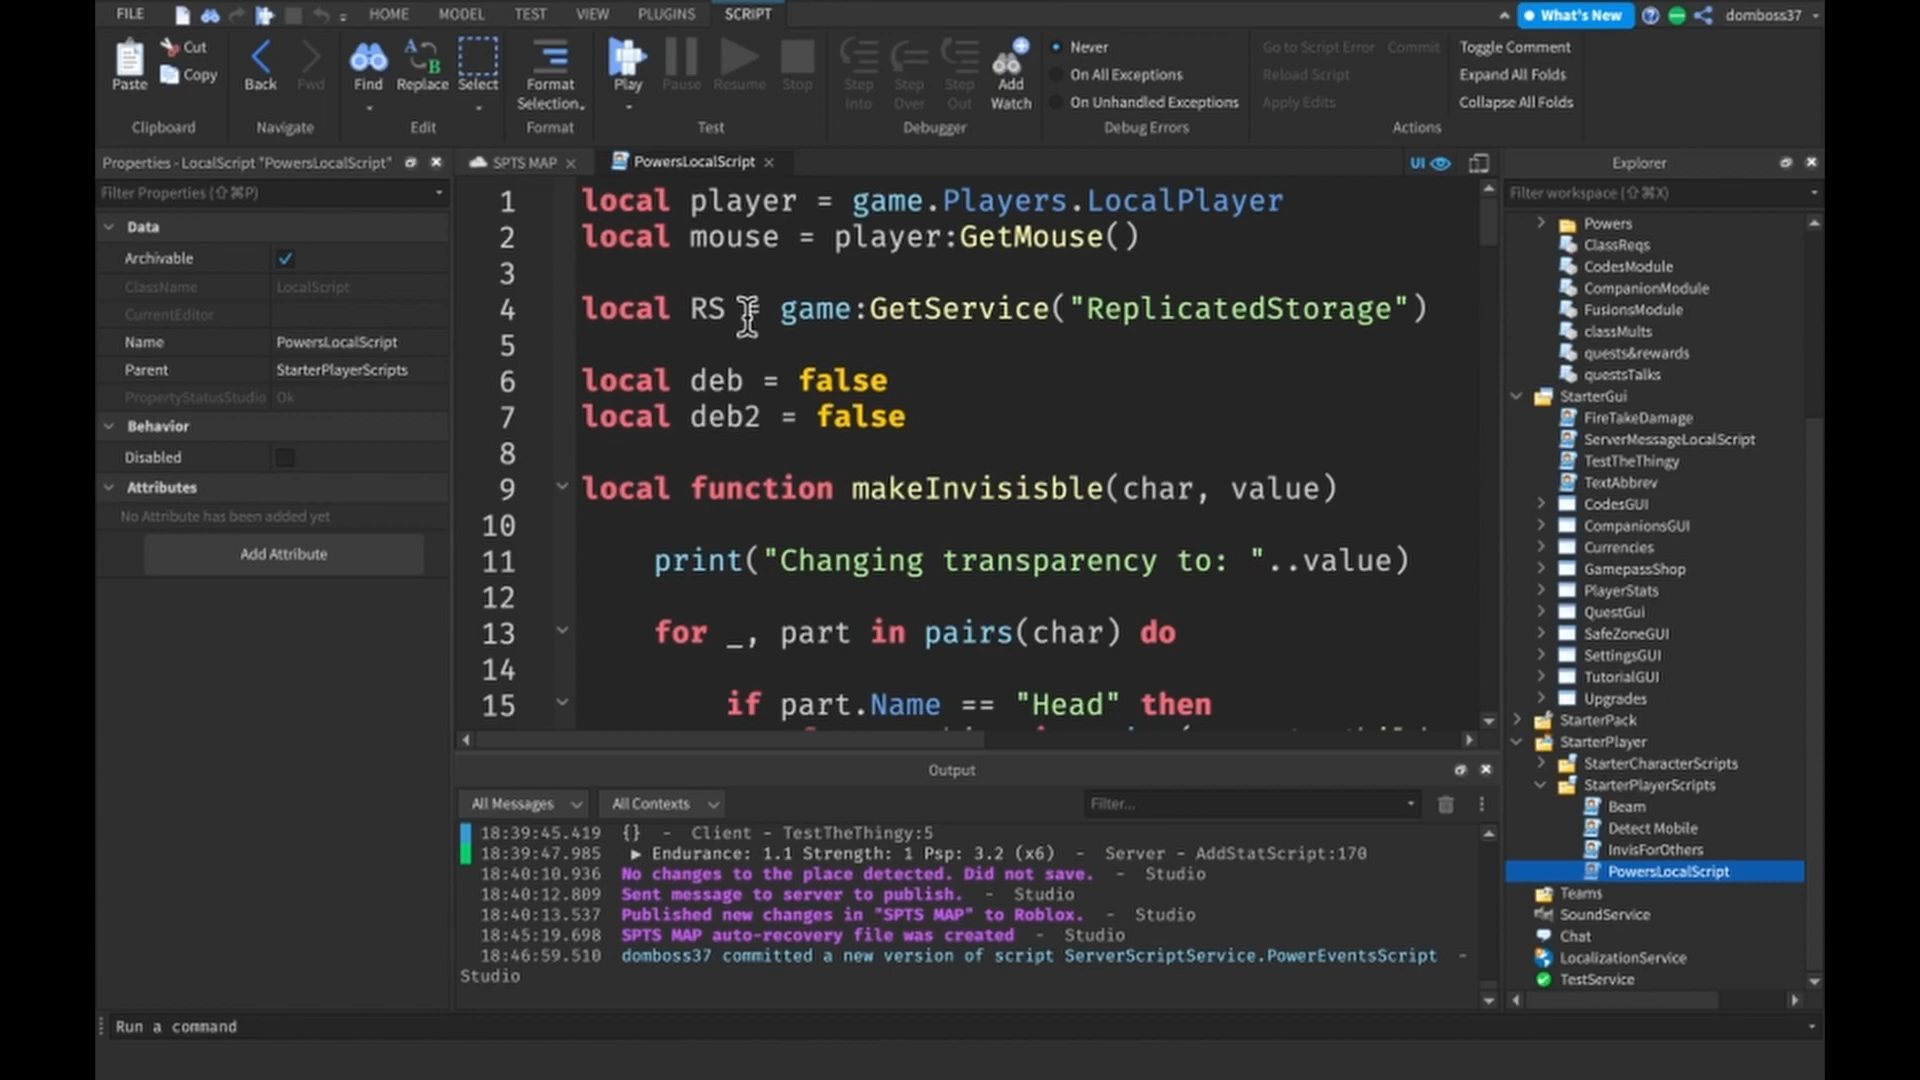 FILE HOME MODEL TEST VIEW PLUGINS SCRIPT What's New domboss37
Paste Cut Copy Back Fwd Find Replace Select Format Selection Play Pause Resume Stop Step Into Step Over Step Out Add Watch
Never Go to Script Error Commit Toggle Comment
On All Exceptions Reload Script Expand All Folds
On Unhandled Exceptions Apply Edits Collapse All Folds
Clipboard Navigate Edit Format Test Debugger Debug Errors Actions
Properties - LocalScript "PowersLocalScript"
Filter Properties (⇧⌘P)
Data
Archivable
ClassName LocalScript
CurrentEditor
Name PowersLocalScript
Parent StarterPlayerScripts
PropertyStatusStudio Ok
Behavior
Disabled
Attributes
No Attribute has been added yet
Add Attribute
SPTS MAP PowersLocalScript UI
1 local player = game.Players.LocalPlayer
2 local mouse = player:GetMouse()
3
4 local RS = game:GetService("ReplicatedStorage")
5
6 local deb = false
7 local deb2 = false
8
9 local function makeInvisisble(char, value)
10
11 print("Changing transparency to: "..value)
12
13 for _, part in pairs(char) do
14
15 if part.Name == "Head" then
Output
All Messages All Contexts Filter...
18:39:45.419 {} - Client - TestTheThingy:5
18:39:47.985 ▶ Endurance: 1.1 Strength: 1 Psp: 3.2 (x6) - Server - AddStatScript:170
18:40:10.936 No changes to the place detected. Did not save. - Studio
18:40:12.809 Sent message to server to publish. - Studio
18:40:13.537 Published new changes in "SPTS MAP" to Roblox. - Studio
18:45:19.698 SPTS MAP auto-recovery file was created - Studio
18:46:59.510 domboss37 committed a new version of script ServerScriptService.PowerEventsScript -
Studio
Explorer
Filter workspace (⇧⌘X)
Powers
ClassReqs
CodesModule
CompanionModule
FusionsModule
classMults
quests&rewards
questsTalks
StarterGui
FireTakeDamage
ServerMessageLocalScript
TestTheThingy
TextAbbrev
CodesGUI
CompanionsGUI
Currencies
GamepassShop
PlayerStats
QuestGui
SafeZoneGUI
SettingsGUI
TutorialGUI
Upgrades
StarterPack
StarterPlayer
StarterCharacterScripts
StarterPlayerScripts
Beam
Detect Mobile
InvisForOthers
PowersLocalScript
Teams
SoundService
Chat
LocalizationService
TestService
Run a command